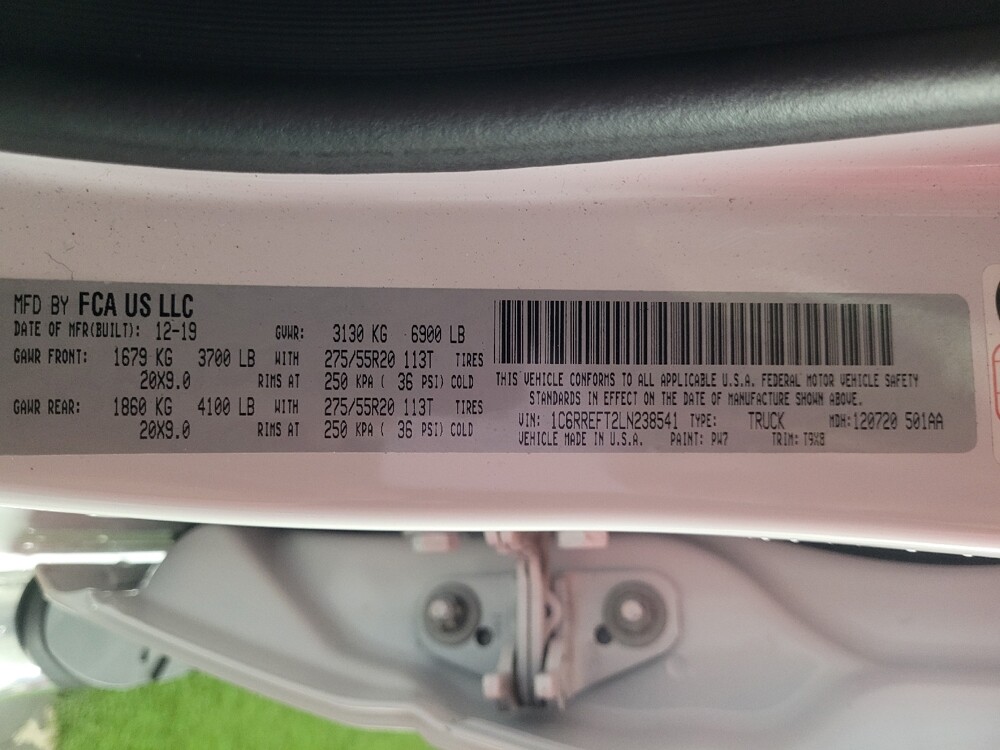 MFD BY FCA US LLC
DATE OF MFR(BUILT): 12-19 GVWR: 3130 KG 6900 LB
GAWR FRONT: 1679 KG 3700 LB WITH 275/55R20 113T TIRES
20X9.0 RIMS AT 250 KPA ( 36 PSI) COLD
GAWR REAR: 1860 KG 4100 LB WITH 275/55R20 113T TIRES
20X9.0 RIMS AT 250 KPA ( 36 PSI) COLD
THIS VEHICLE CONFORMS TO ALL APPLICABLE U.S.A. FEDERAL MOTOR VEHICLE SAFETY
STANDARDS IN EFFECT ON THE DATE OF MANUFACTURE SHOWN ABOVE.
VIN: 1C6RREFT2LN238541 TYPE: TRUCK MDH: 120720 501AA
VEHICLE MADE IN U.S.A. PAINT: PW7 TRIM: T9X8